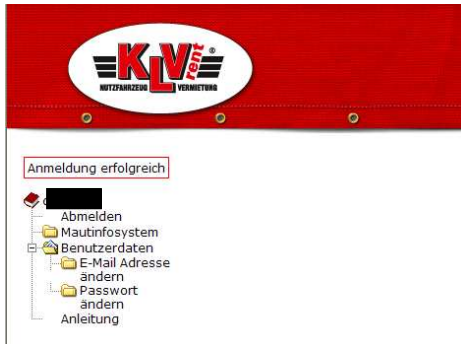 KLV rent
NUTZFAHRZEUG VERMIETUNG
Anmeldung erfolgreich
Abmelden
Mautinfosystem
Benutzerdaten
E-Mail Adresse
ändern
Passwort
ändern
Anleitung